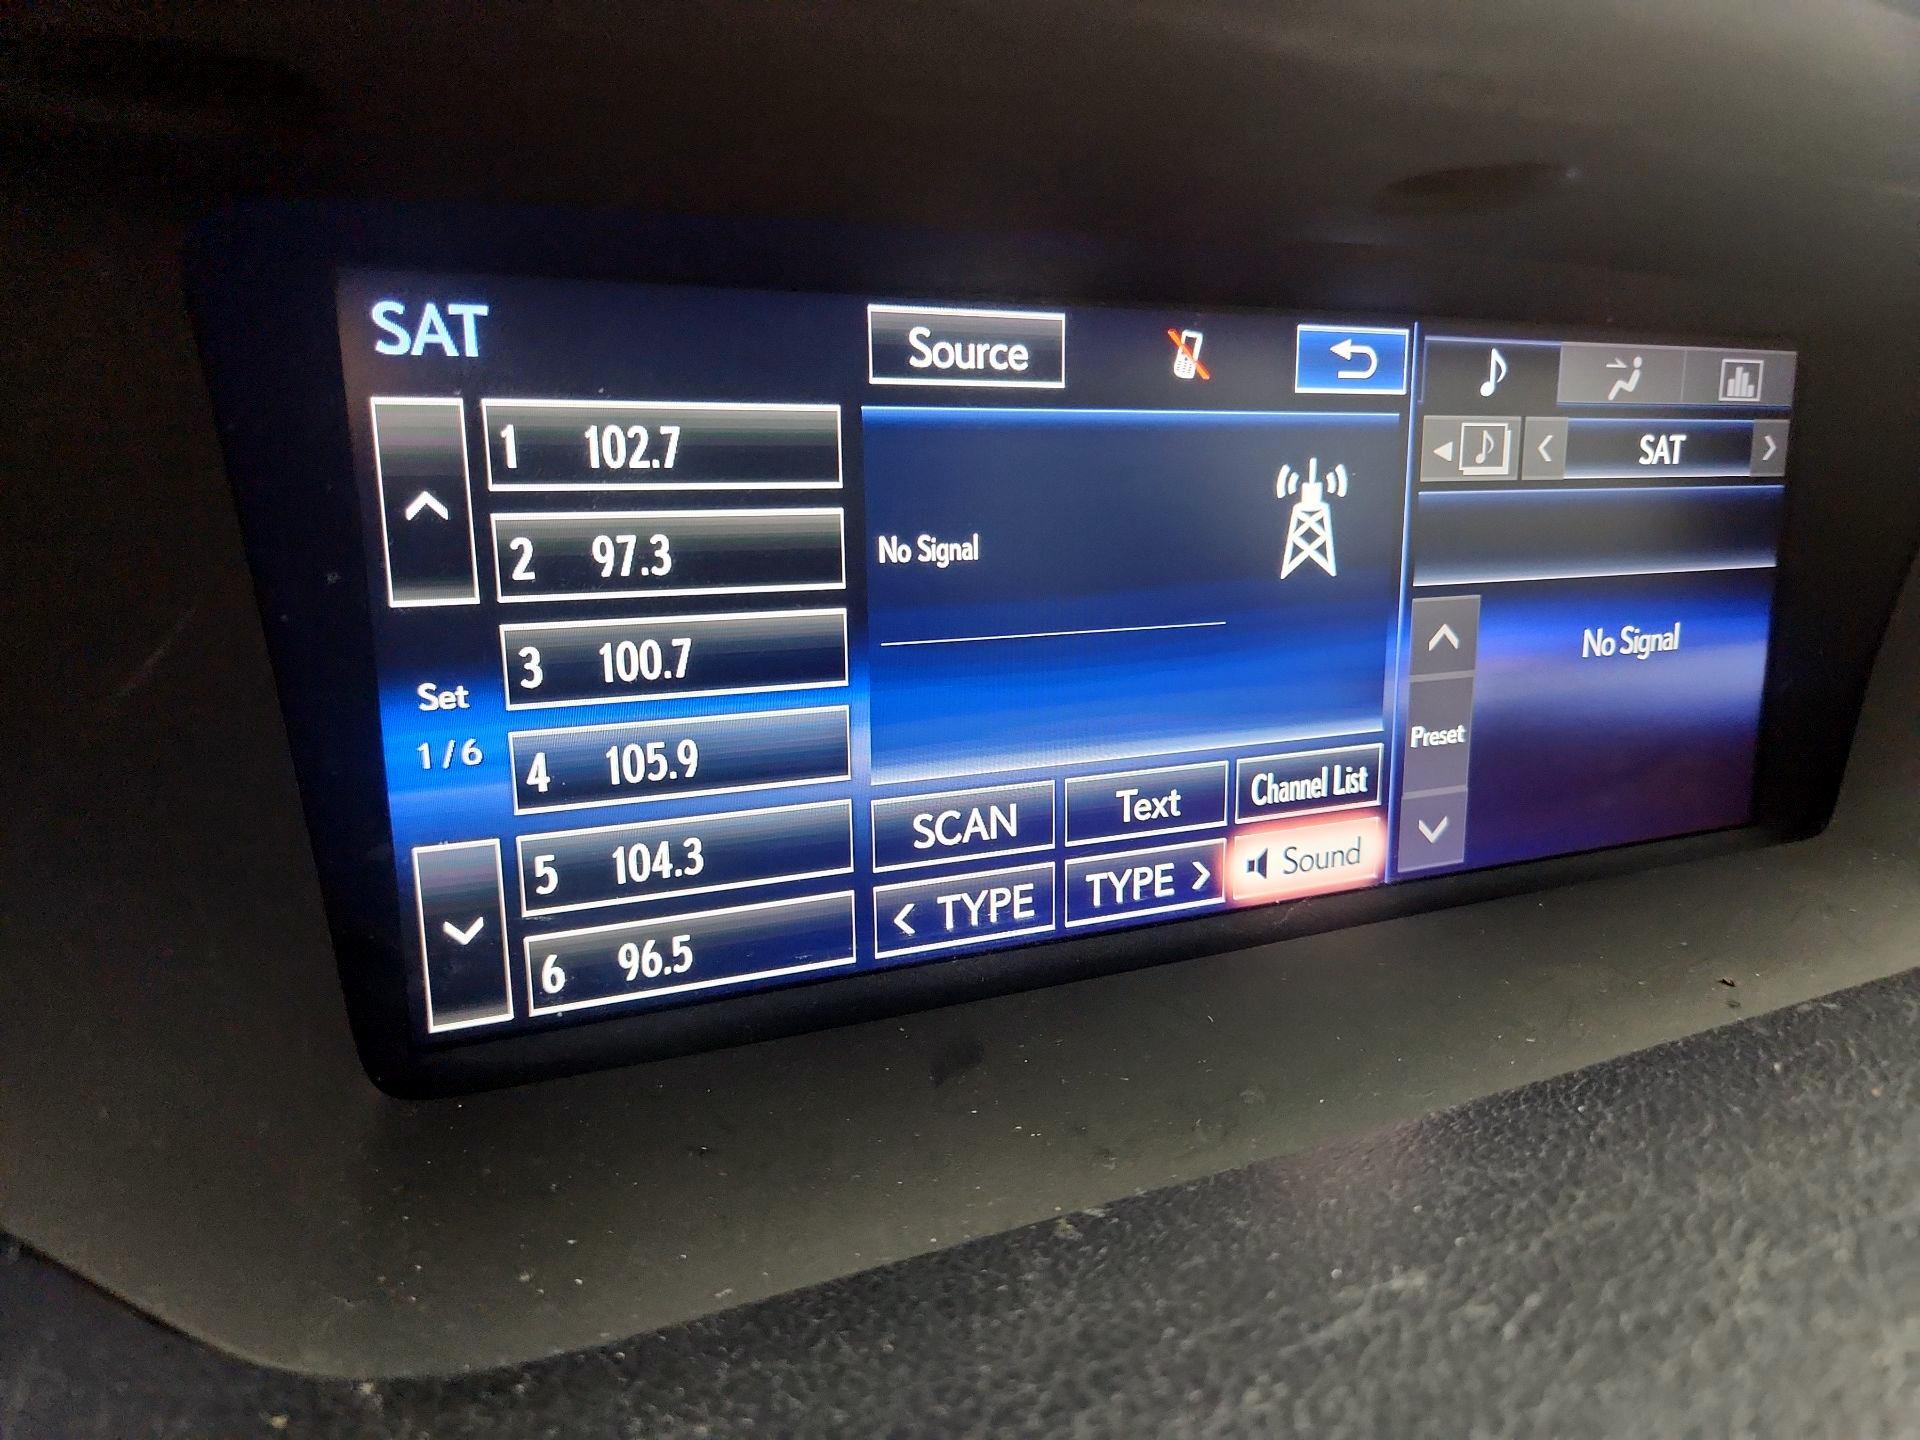 SAT
Source
1 102.7
2 97.3
3 100.7
4 105.9
5 104.3
6 96.5
Set
1/6
No Signal
SCAN
Text
Channel List
< TYPE
TYPE >
Sound
SAT
Preset
No Signal